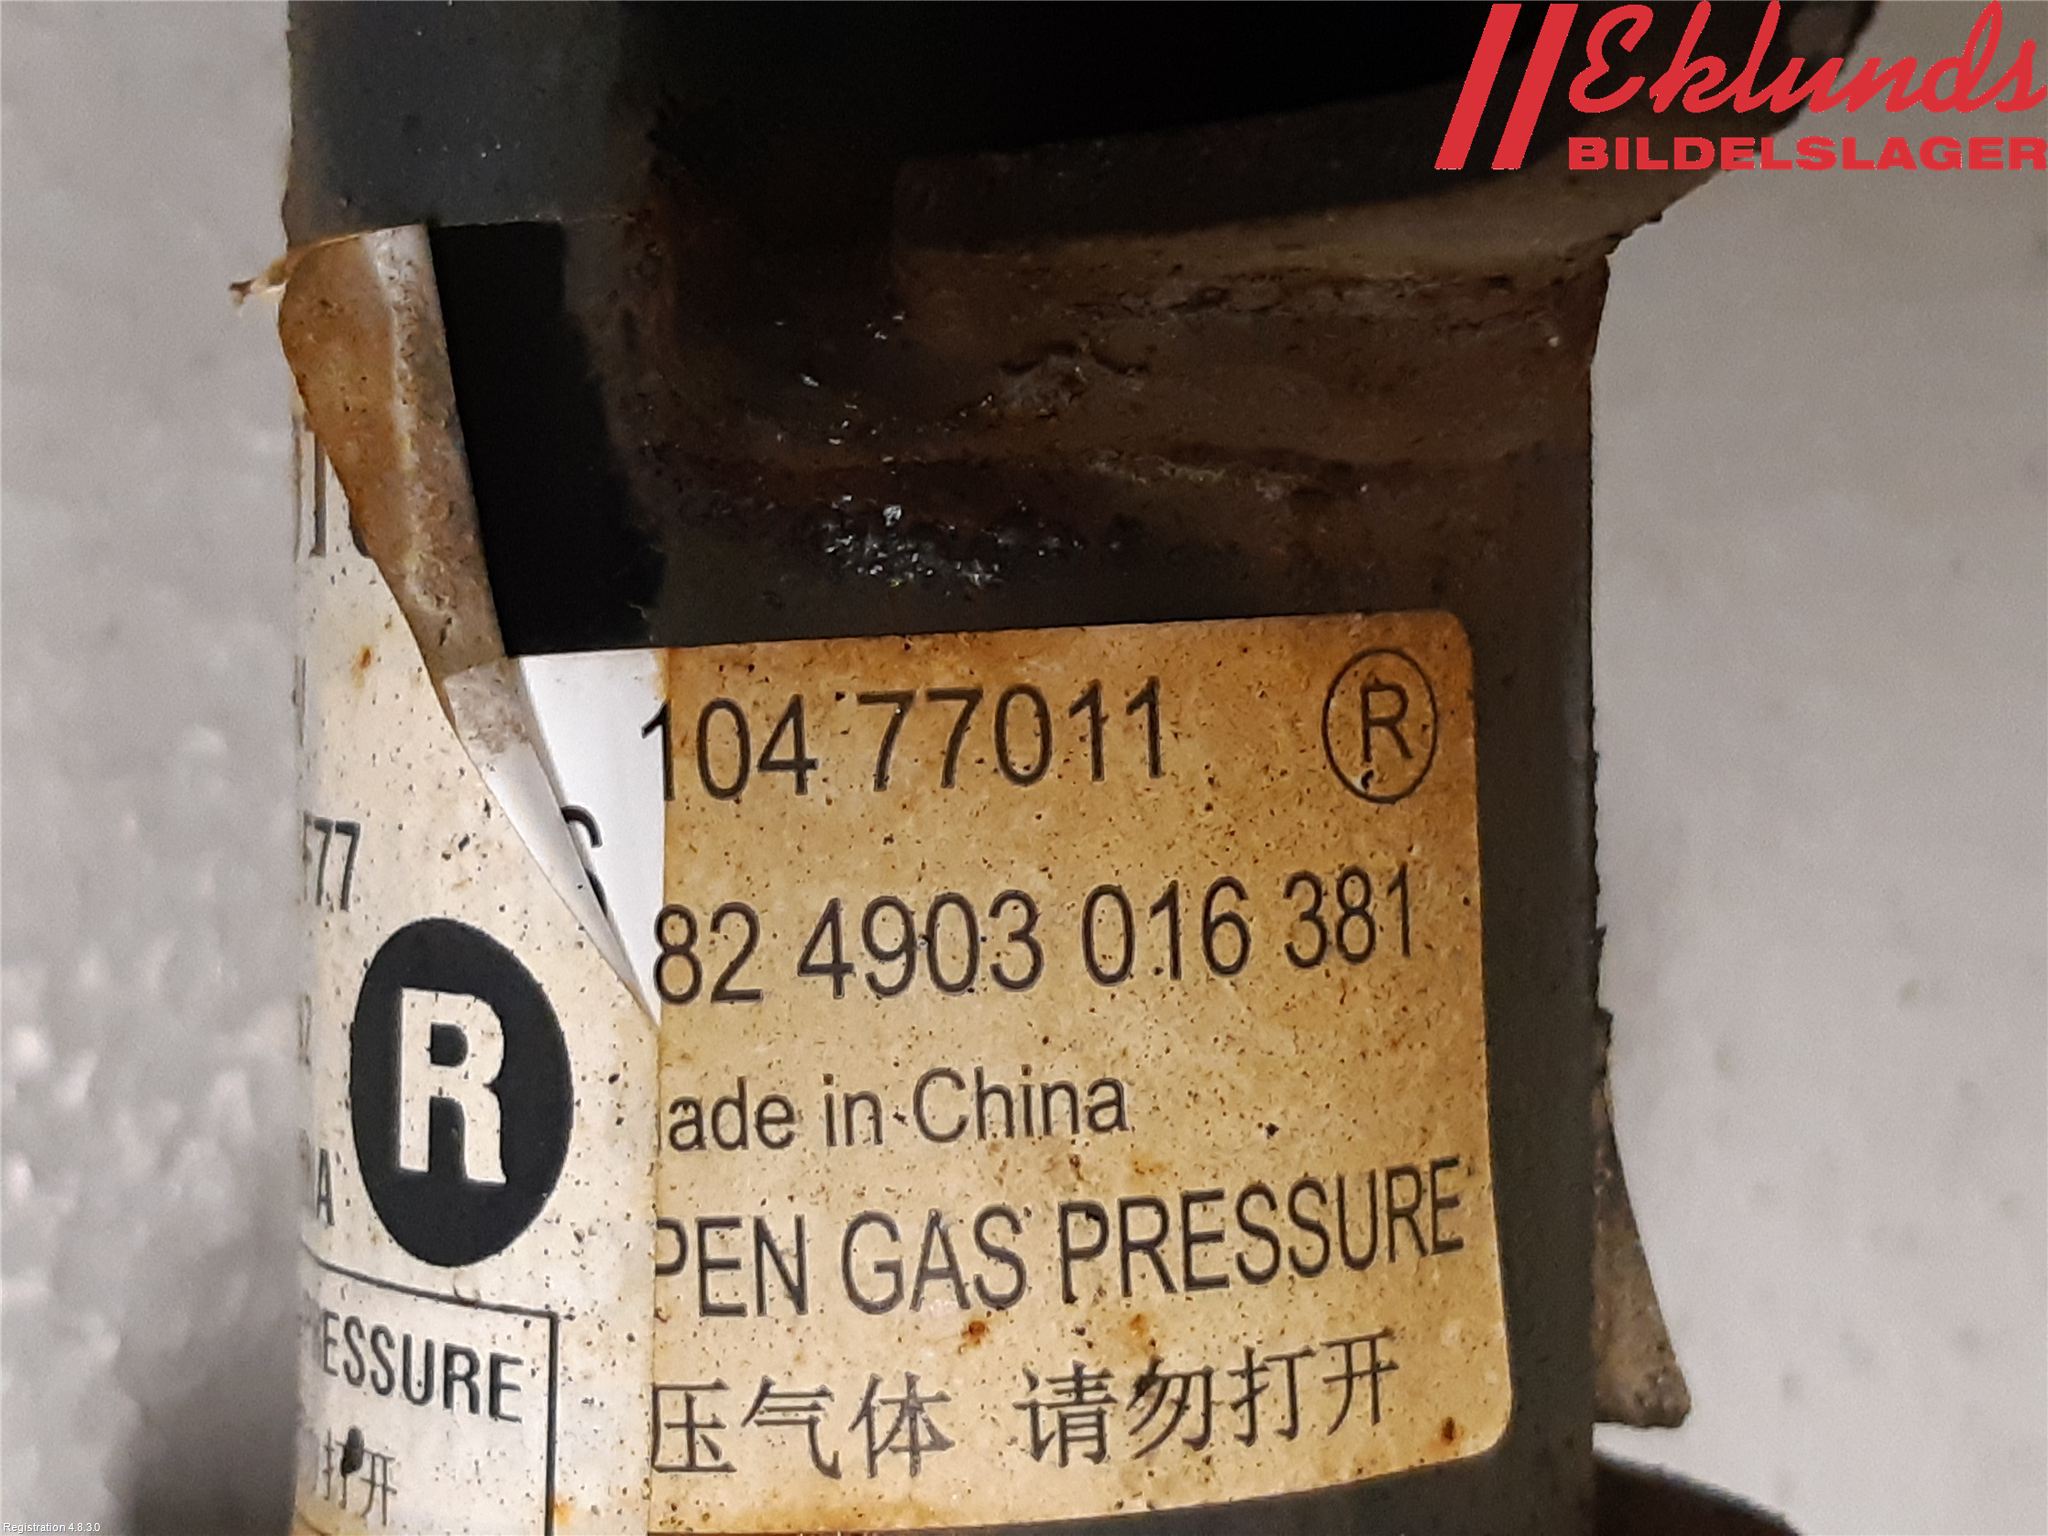 Eklunds
BILDELSLAGER
104 77011 R
77
82 4903 016 381
R
ade in China
A
PEN GAS PRESSURE
ESSURE
压气体 请勿打开
打开
Registration 4.8.3.0